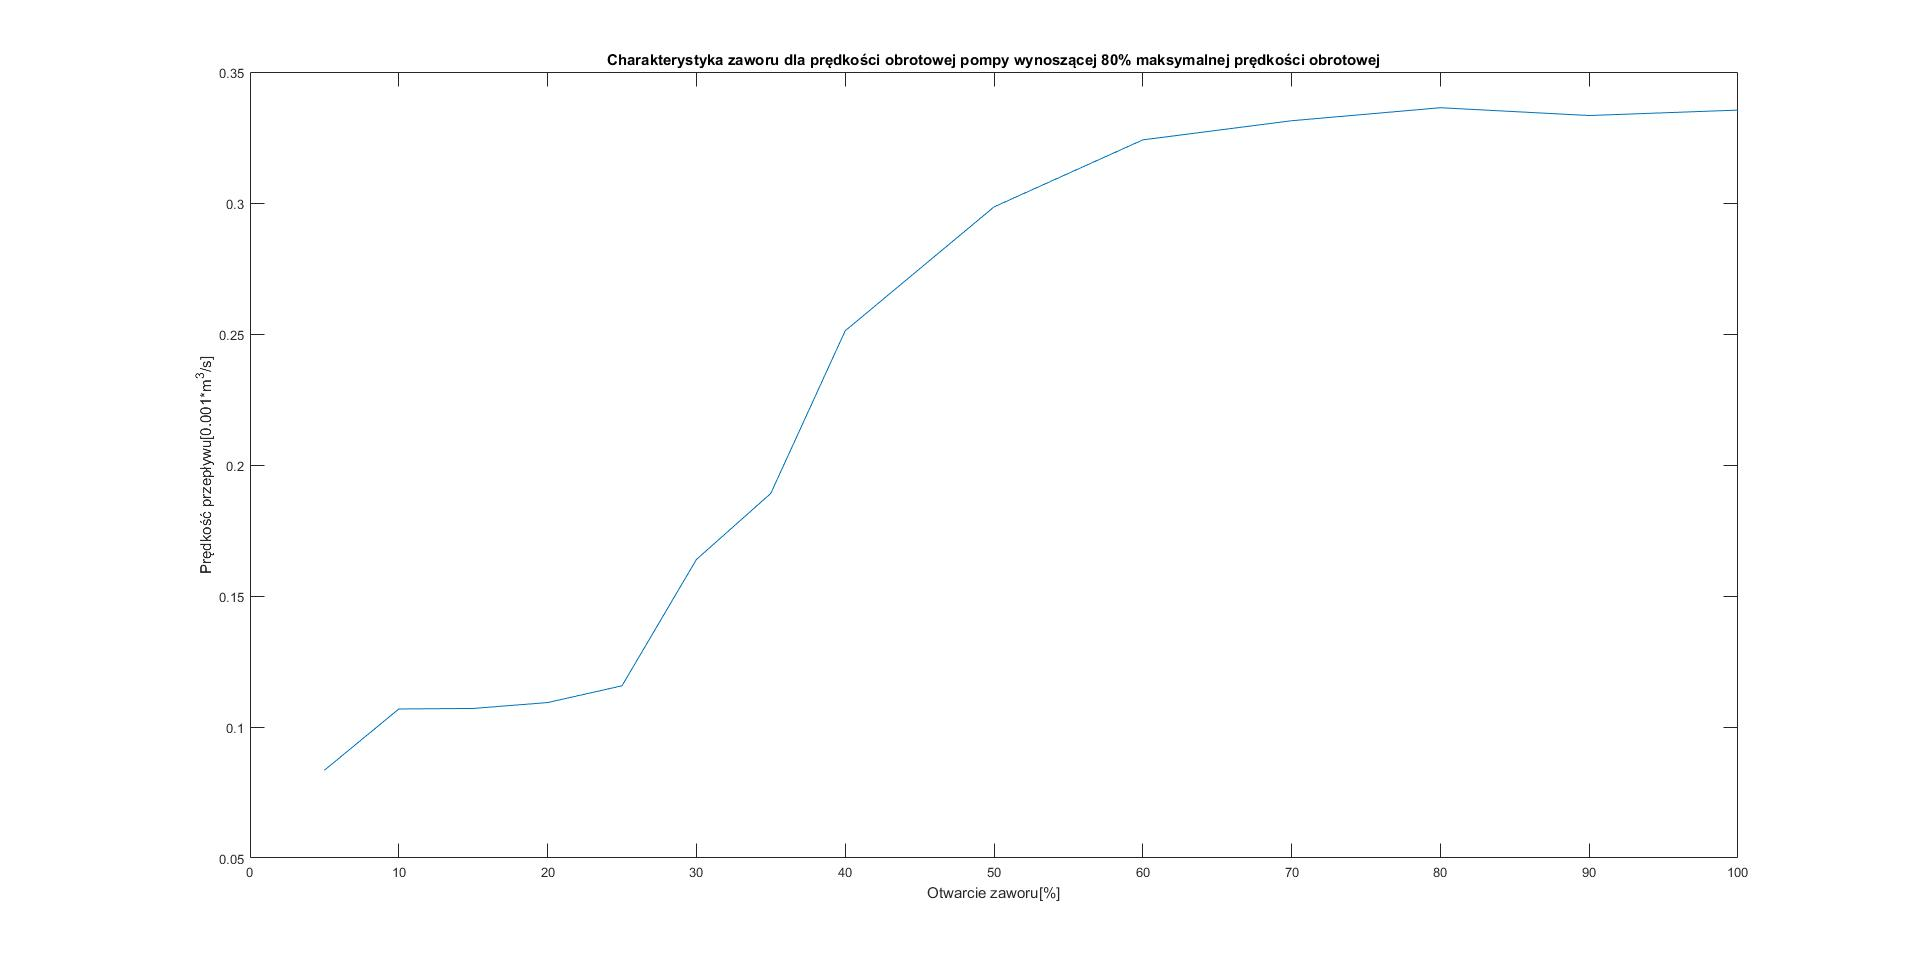 Charakterystyka zaworu dla prędkości obrotowej pompy wynoszącej 80% maksymalnej prędkości obrotowej
0.35
0.3
0.25
0.2
0.15
0.1
0.05
Prędkość przepływu[0.001*m³/s]
0 10 20 30 40 50 60 70 80 90 100
Otwarcie zaworu[%]